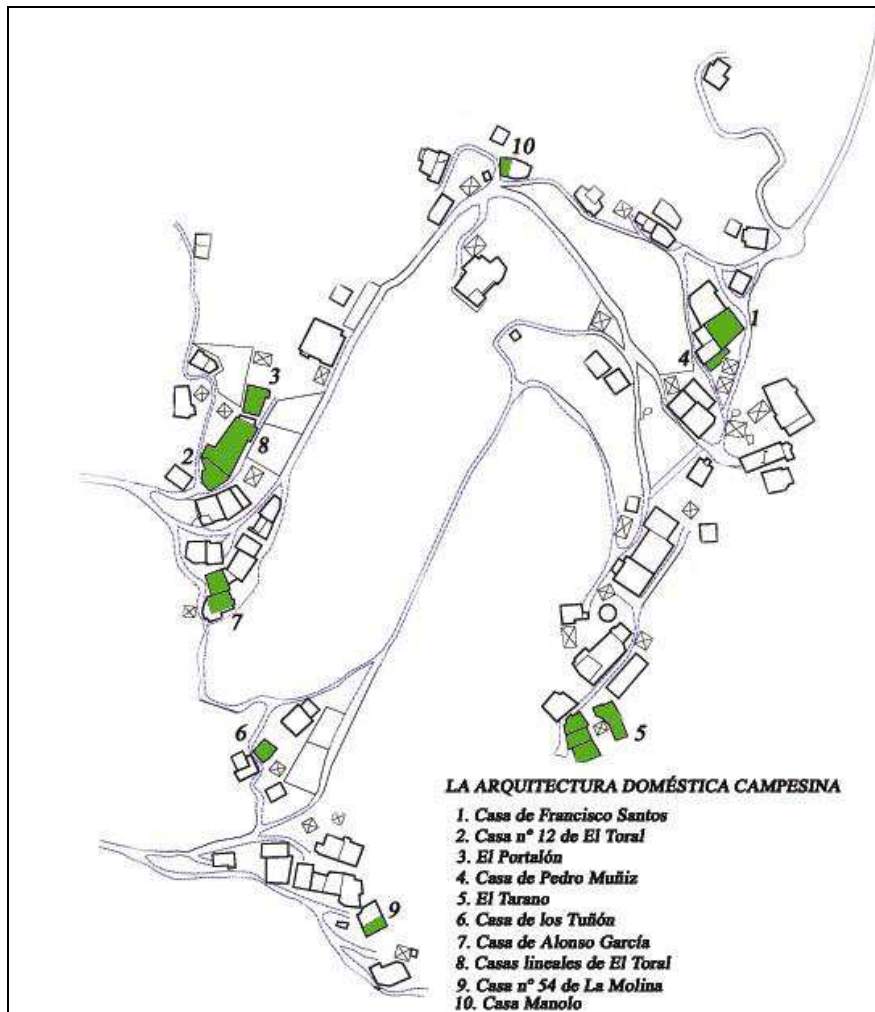 10
1
4
3
8
2
7
6
5
9
LA ARQUITECTURA DOMÉSTICA CAMPESINA
1. Casa de Francisco Santos
2. Casa nº 12 de El Toral
3. El Portalón
4. Casa de Pedro Muñiz
5. El Tarano
6. Casa de los Tuñón
7. Casa de Alonso García
8. Casas lineales de El Toral
9. Casa nº 54 de La Molina
10. Casa Manolo